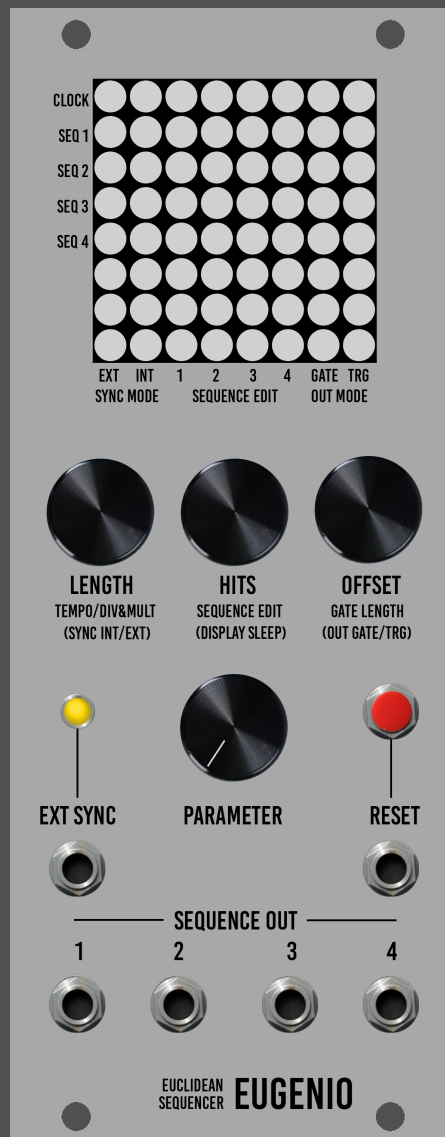 CLOCK
SEQ 1
SEQ 2
SEQ 3
SEQ 4
EXT INT 1 2 3 4 GATE TRG
SYNC MODE SEQUENCE EDIT OUT MODE
LENGTH HITS OFFSET
TEMPO/DIV&MULT SEQUENCE EDIT GATE LENGTH
(SYNC INT/EXT) (DISPLAY SLEEP) (OUT GATE/TRG)
EXT SYNC PARAMETER RESET
SEQUENCE OUT
1 2 3 4
EUCLIDEAN
SEQUENCER EUGENIO